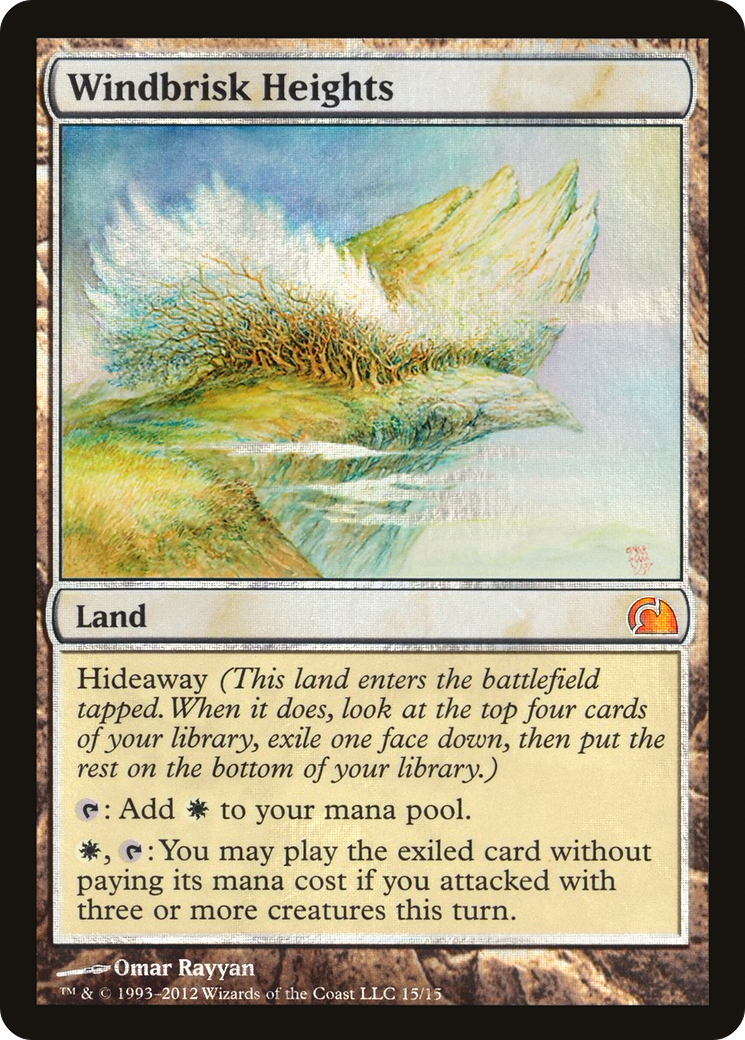 Windbrisk Heights
Land
Hideaway (This land enters the battlefield
tapped. When it does, look at the top four cards
of your library, exile one face down, then put the
rest on the bottom of your library.)
: Add to your mana pool.
, : You may play the exiled card without
paying its mana cost if you attacked with
three or more creatures this turn.
Omar Rayyan
™ & © 1993–2012 Wizards of the Coast LLC 15/15